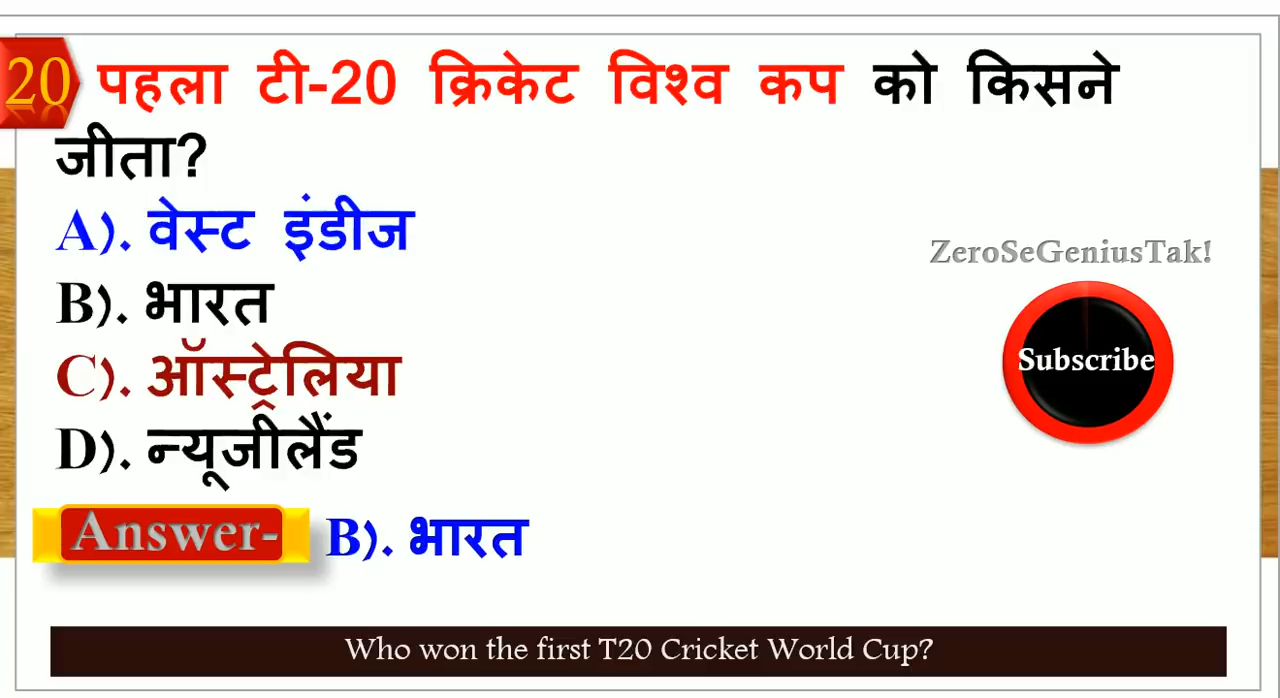 20 पहला टी-20 क्रिकेट विश्व कप को किसने
जीता?
A). वेस्ट इंडीज
B). भारत
C). ऑस्ट्रेलिया
D). न्यूजीलैंड
ZeroSeGeniusTak!
Subscribe
Answer- B). भारत
Who won the first T20 Cricket World Cup?